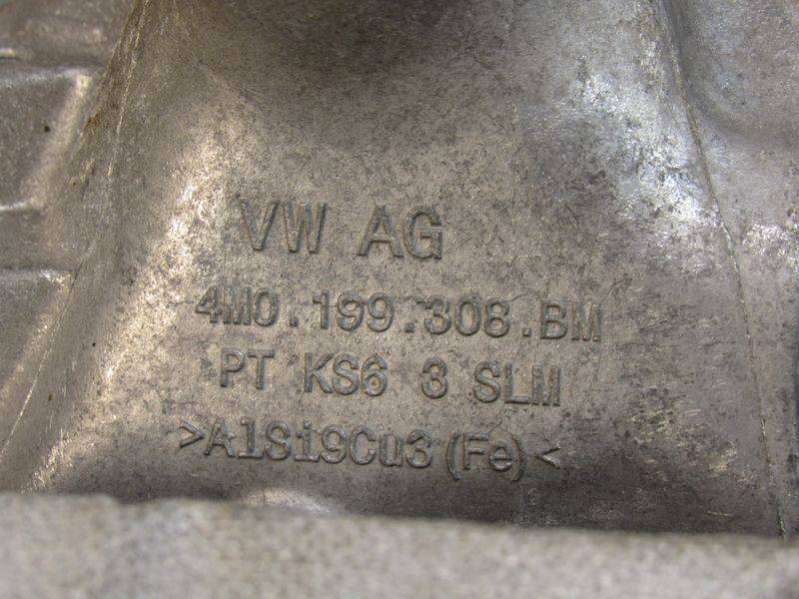 VW AG
4M0.199.308.BM
PT KS6 3 SLM
>AlSi9Cu3(Fe)<